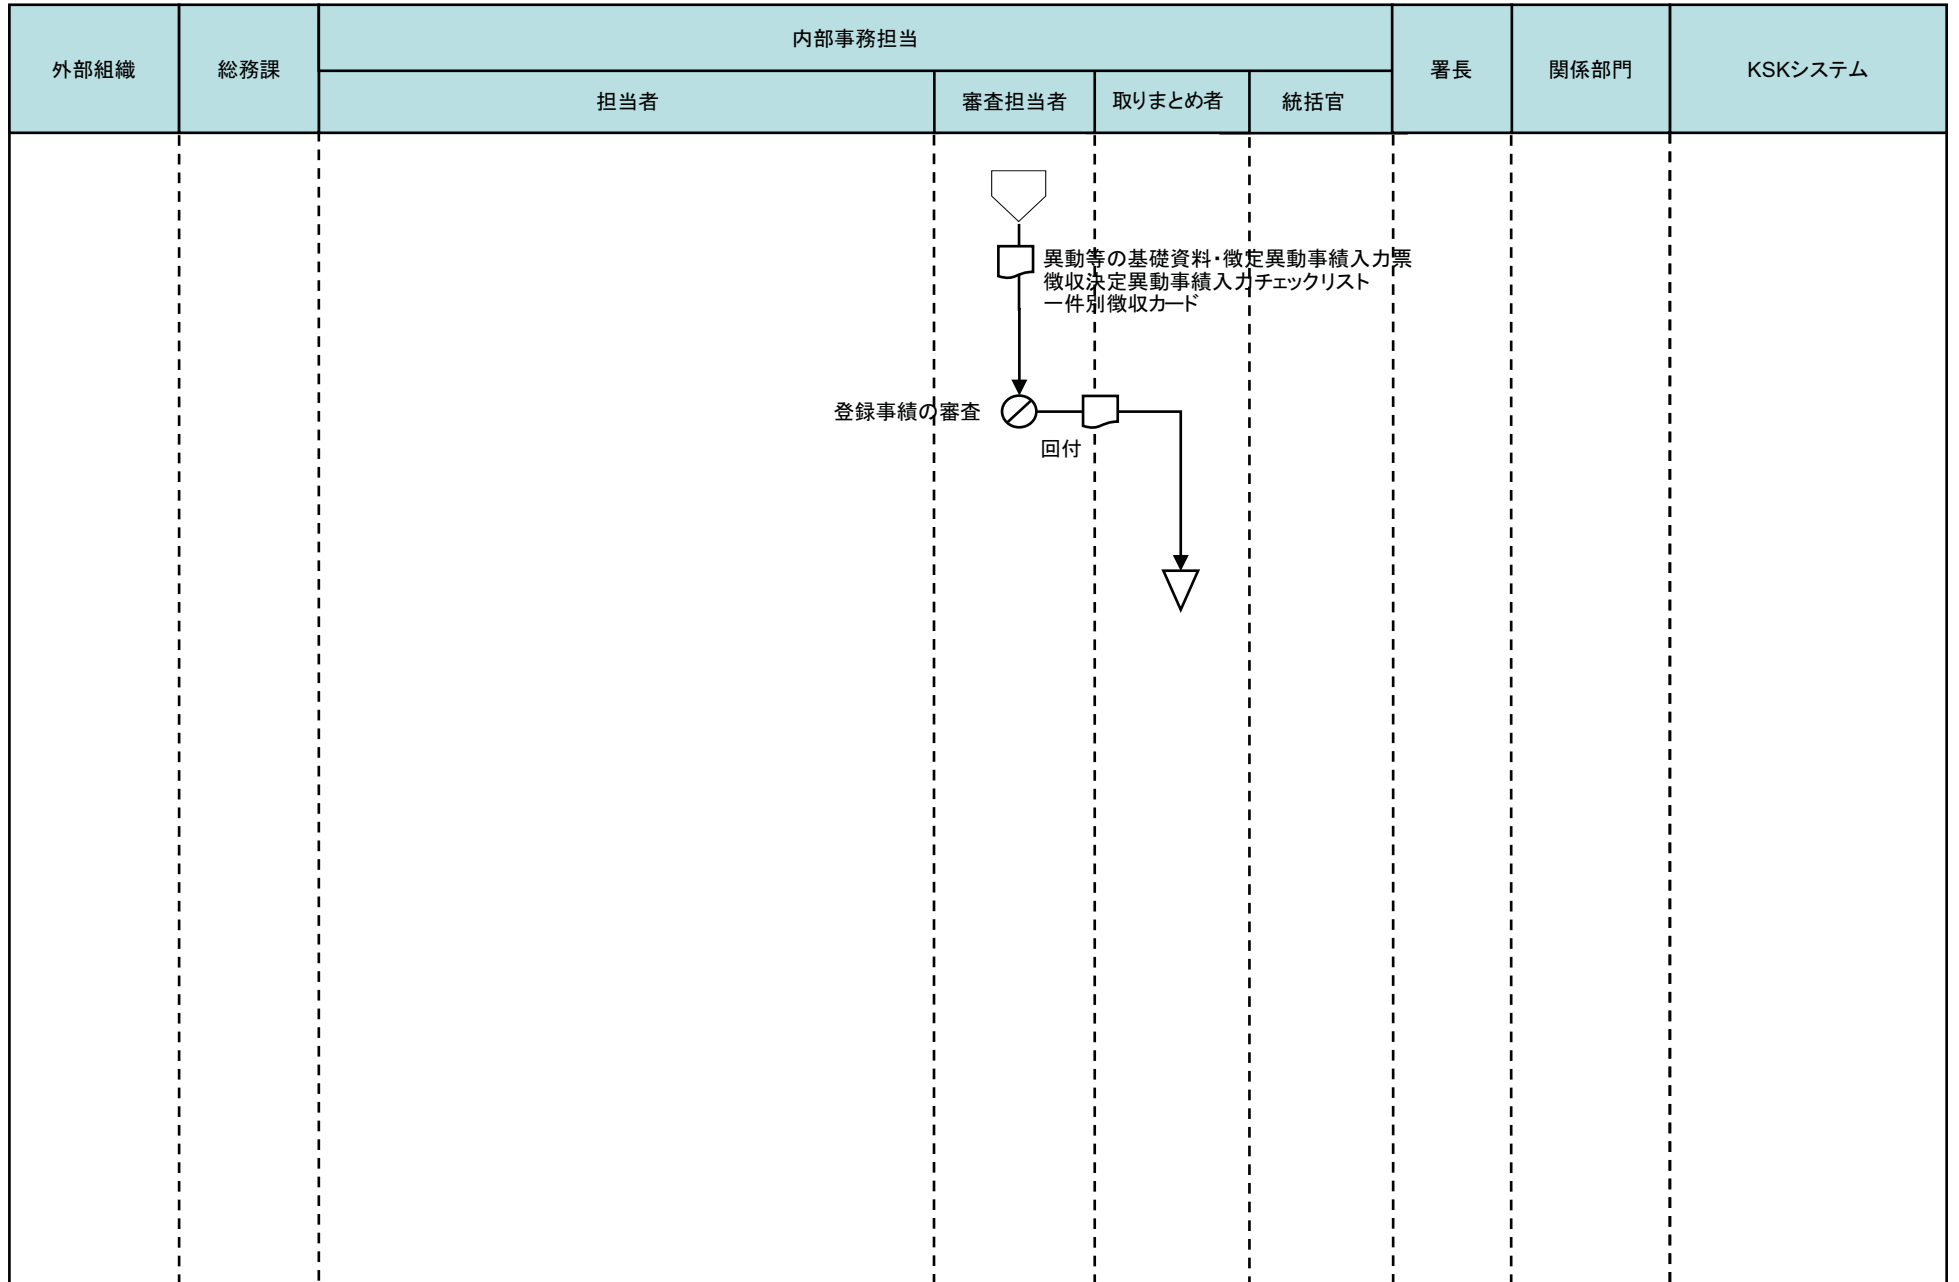 外部組織
総務課
内部事務担当
担当者
審査担当者
取りまとめ者
統括官
署長
関係部門
KSKシステム
異動等の基礎資料・徴定異動事績入力票
徴収決定異動事績入力チェックリスト
一件別徴収カード
登録事績の審査
回付